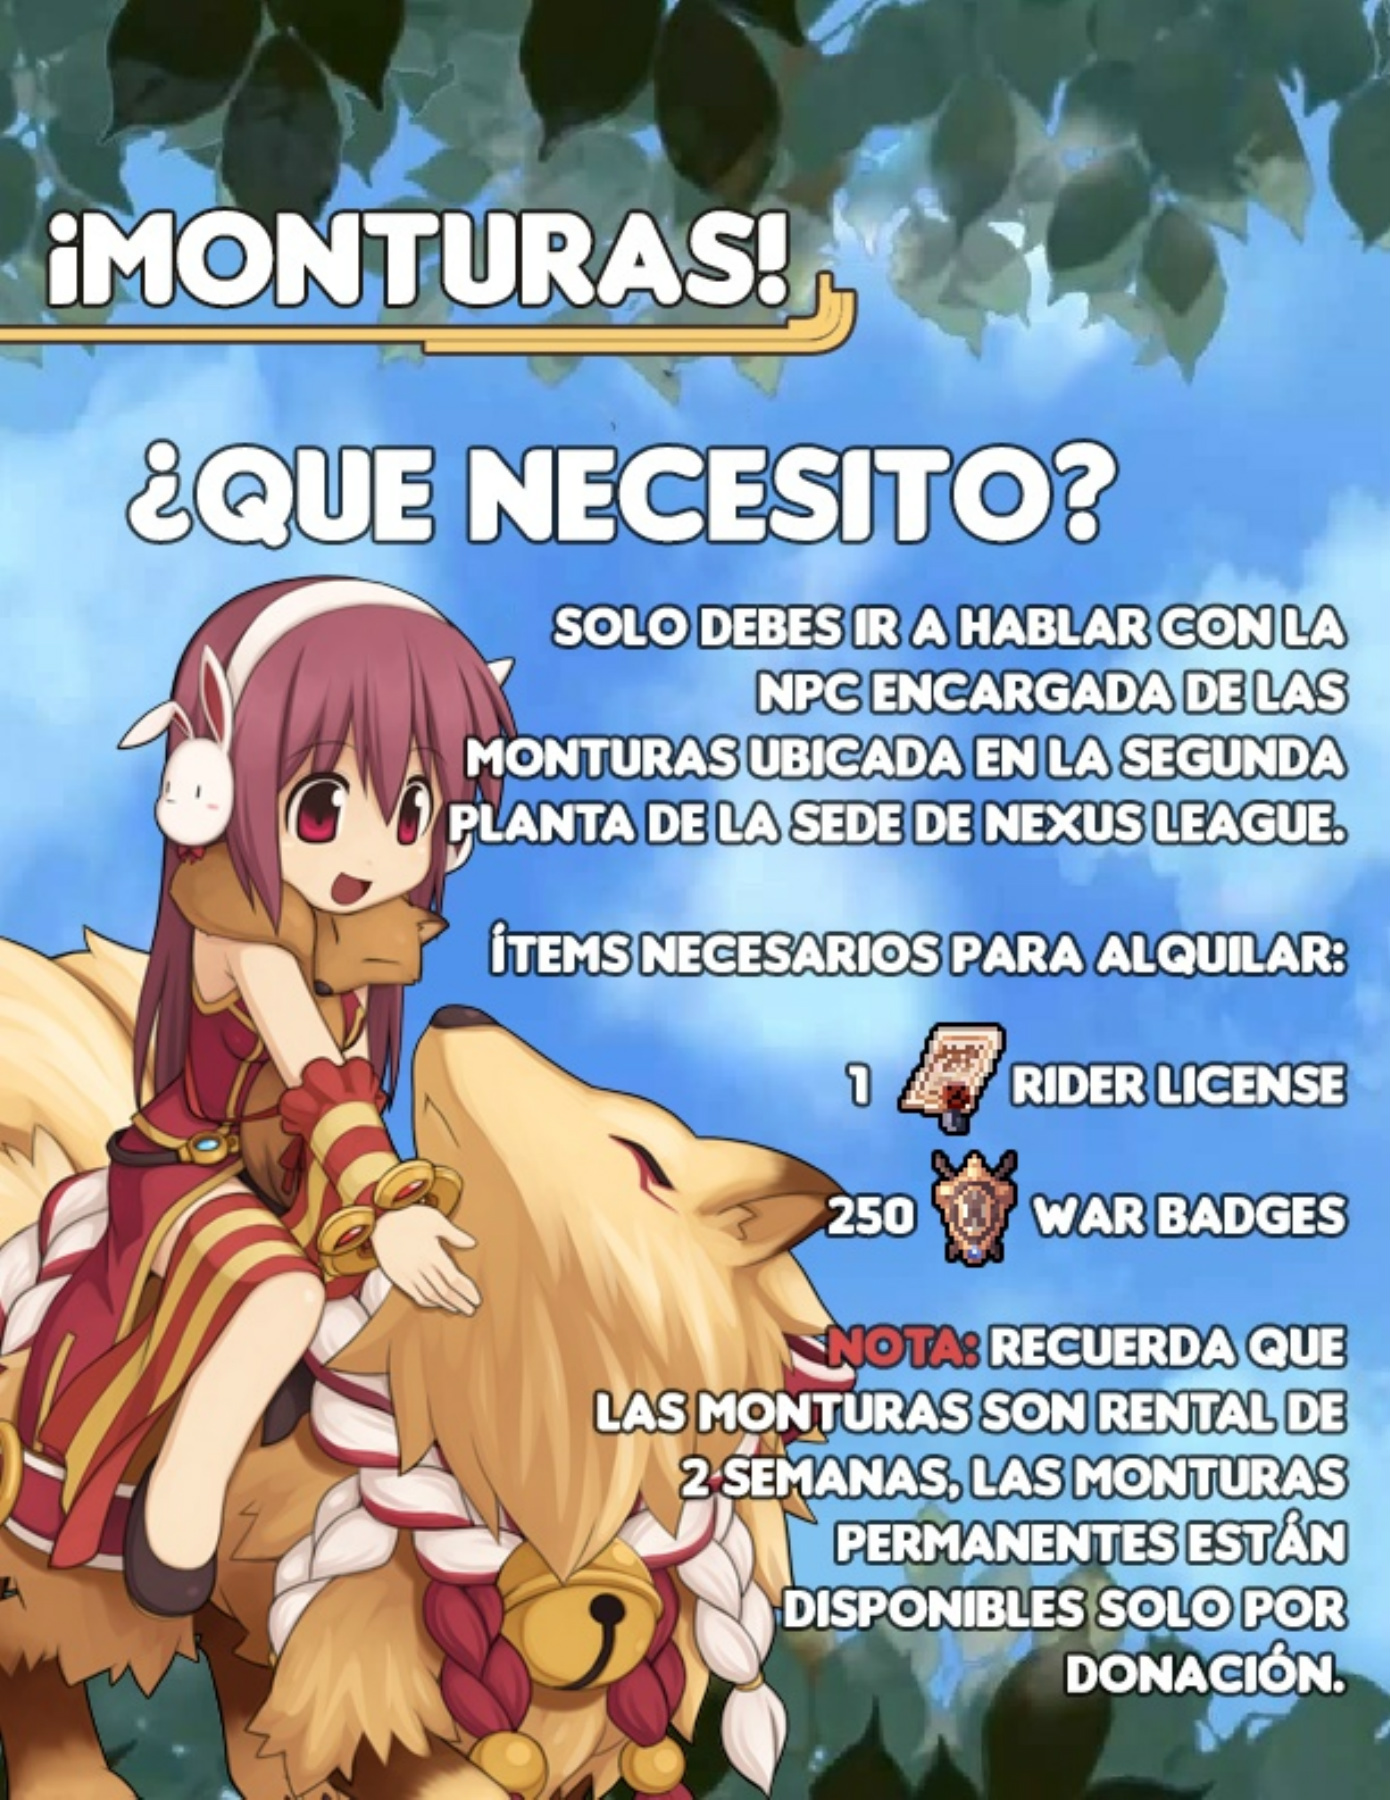 ¡MONTURAS!
¿QUE NECESITO?
SOLO DEBES IR A HABLAR CON LA
NPC ENCARGADA DE LAS
MONTURAS UBICADA EN LA SEGUNDA
PLANTA DE LA SEDE DE NEXUS LEAGUE.
ÍTEMS NECESARIOS PARA ALQUILAR:
1 RIDER LICENSE
250 WAR BADGES
NOTA: RECUERDA QUE
LAS MONTURAS SON RENTAL DE
2 SEMANAS, LAS MONTURAS
PERMANENTES ESTÁN
DISPONIBLES SOLO POR
DONACIÓN.